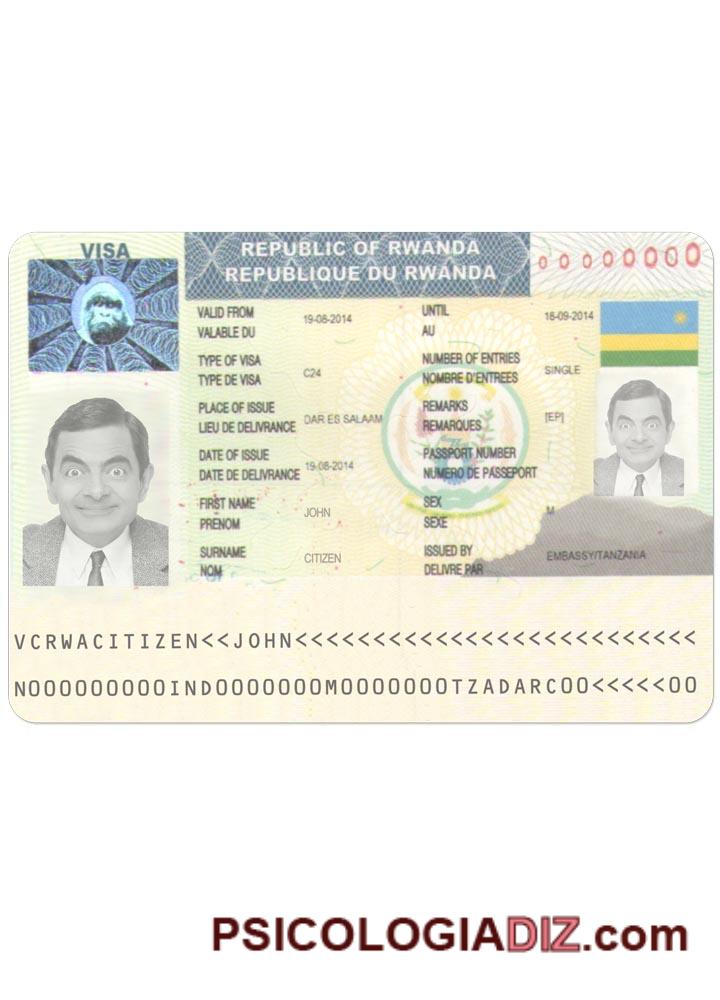 VISA
REPUBLIC OF RWANDA
REPUBLIQUE DU RWANDA
00000000
VALID FROM 19-08-2014 UNTIL 18-09-2014
VALABLE DU AU
TYPE OF VISA C24 NUMBER OF ENTRIES SINGLE
TYPE DE VISA NOMBRE D'ENTREES
PLACE OF ISSUE DAR ES SALAAM REMARKS [EP]
LIEU DE DELIVRANCE REMARQUES
DATE OF ISSUE 19-08-2014 PASSPORT NUMBER
DATE DE DELIVRANCE NUMERO DE PASSEPORT
FIRST NAME JOHN SEX M
PRENOM SEXE
SURNAME CITIZEN ISSUED BY EMBASSY/TANZANIA
NOM DELIVRE PAR
VCRWACITIZEN<<JOHN<<<<<<<<<<<<<<<<<<<<<<<<<<
NO00000000IND0000000M0000000TZADARC00<<<<<00
PSICOLOGIADIZ.com